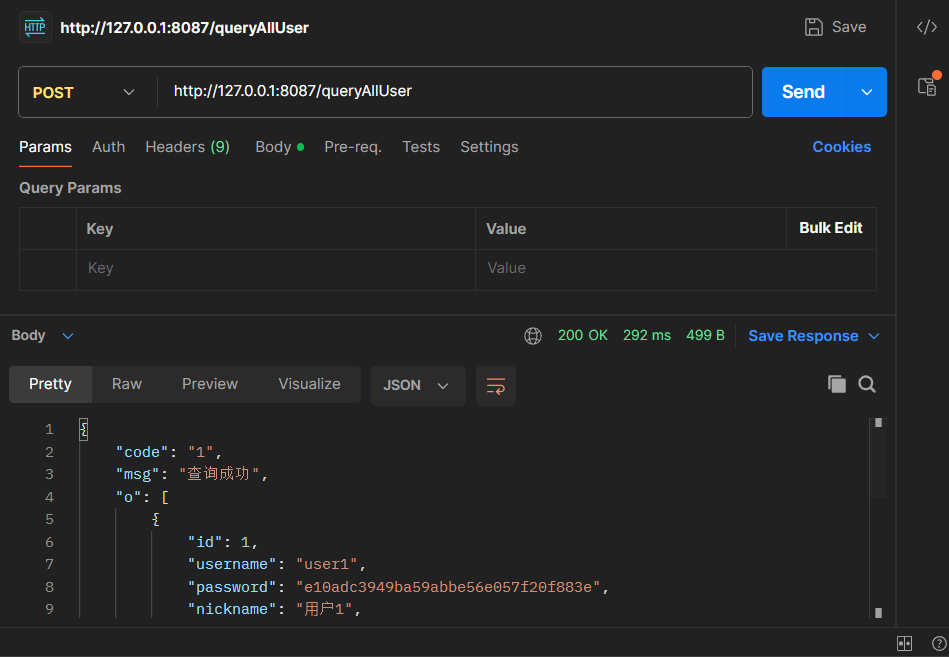 HTTP http://127.0.0.1:8087/queryAllUser Save
POST http://127.0.0.1:8087/queryAllUser Send
Params Auth Headers (9) Body Pre-req. Tests Settings Cookies
Query Params
Key Value Bulk Edit
Key Value
Body 200 OK 292 ms 499 B Save Response
Pretty Raw Preview Visualize JSON
1 {
2 "code": "1",
3 "msg": "查询成功",
4 "o": [
5 {
6 "id": 1,
7 "username": "user1",
8 "password": "e10adc3949ba59abbe56e057f20f883e",
9 "nickname": "用户1",